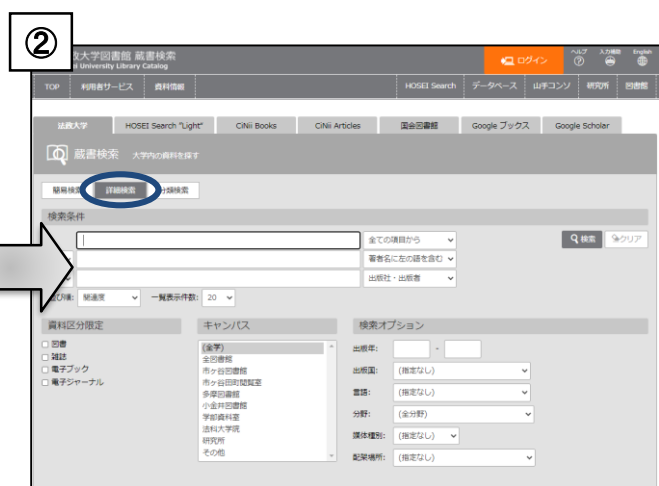 ②
大学図書館 蔵書検索
University Library Catalog
ログイン
ヘルプ 入力補助 English
TOP 利用者サービス 資料情報 HOSEI Search データベース 山手コンソ 研究所 図書館
法政大学 HOSEI Search "Light" CiNii Books CiNii Articles 国会図書館 Google ブックス Google Scholar
蔵書検索 大学内の資料を探す
簡易検索 詳細検索 分類検索
検索条件
全ての項目から 検索 クリア
著者名に左の語を含む
出版社・出版者
並び順: 関連度 一覧表示件数: 20
資料区分限定 キャンパス 検索オプション
図書
雑誌
電子ブック
電子ジャーナル
(全学)
全図書館
市ヶ谷図書館
市ヶ谷田町閲覧室
多摩図書館
小金井図書館
学部資料室
法科大学院
研究所
その他
出版年: -
出版国: (指定なし)
言語: (指定なし)
分野: (全分野)
媒体種別: (指定なし)
配架場所: (指定なし)